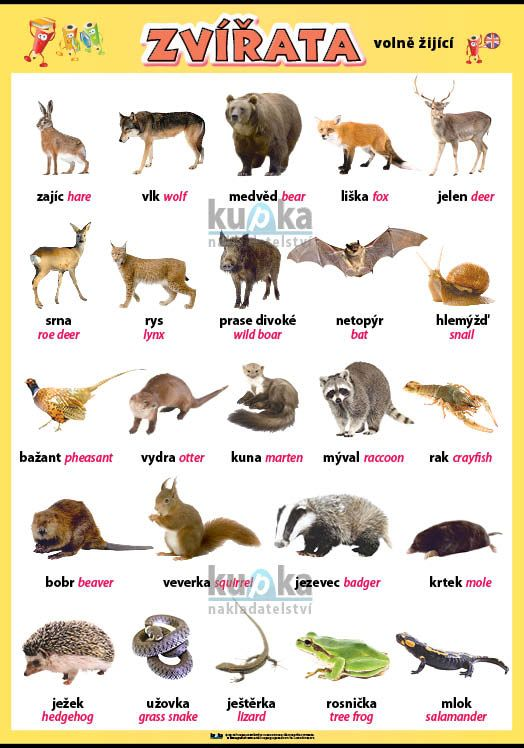 ZVÍŘATA volně žijící
zajíc hare
vlk wolf
medvěd bear
liška fox
jelen deer
kupka
nakladatelství
srna
roe deer
rys
lynx
prase divoké
wild boar
netopýr
bat
hlemýžď
snail
bažant pheasant
vydra otter
kuna marten
mýval raccoon
rak crayfish
bobr beaver
veverka squirrel
jezevec badger
krtek mole
kupka
nakladatelství
ježek
hedgehog
užovka
grass snake
ještěrka
lizard
rosnička
tree frog
mlok
salamander